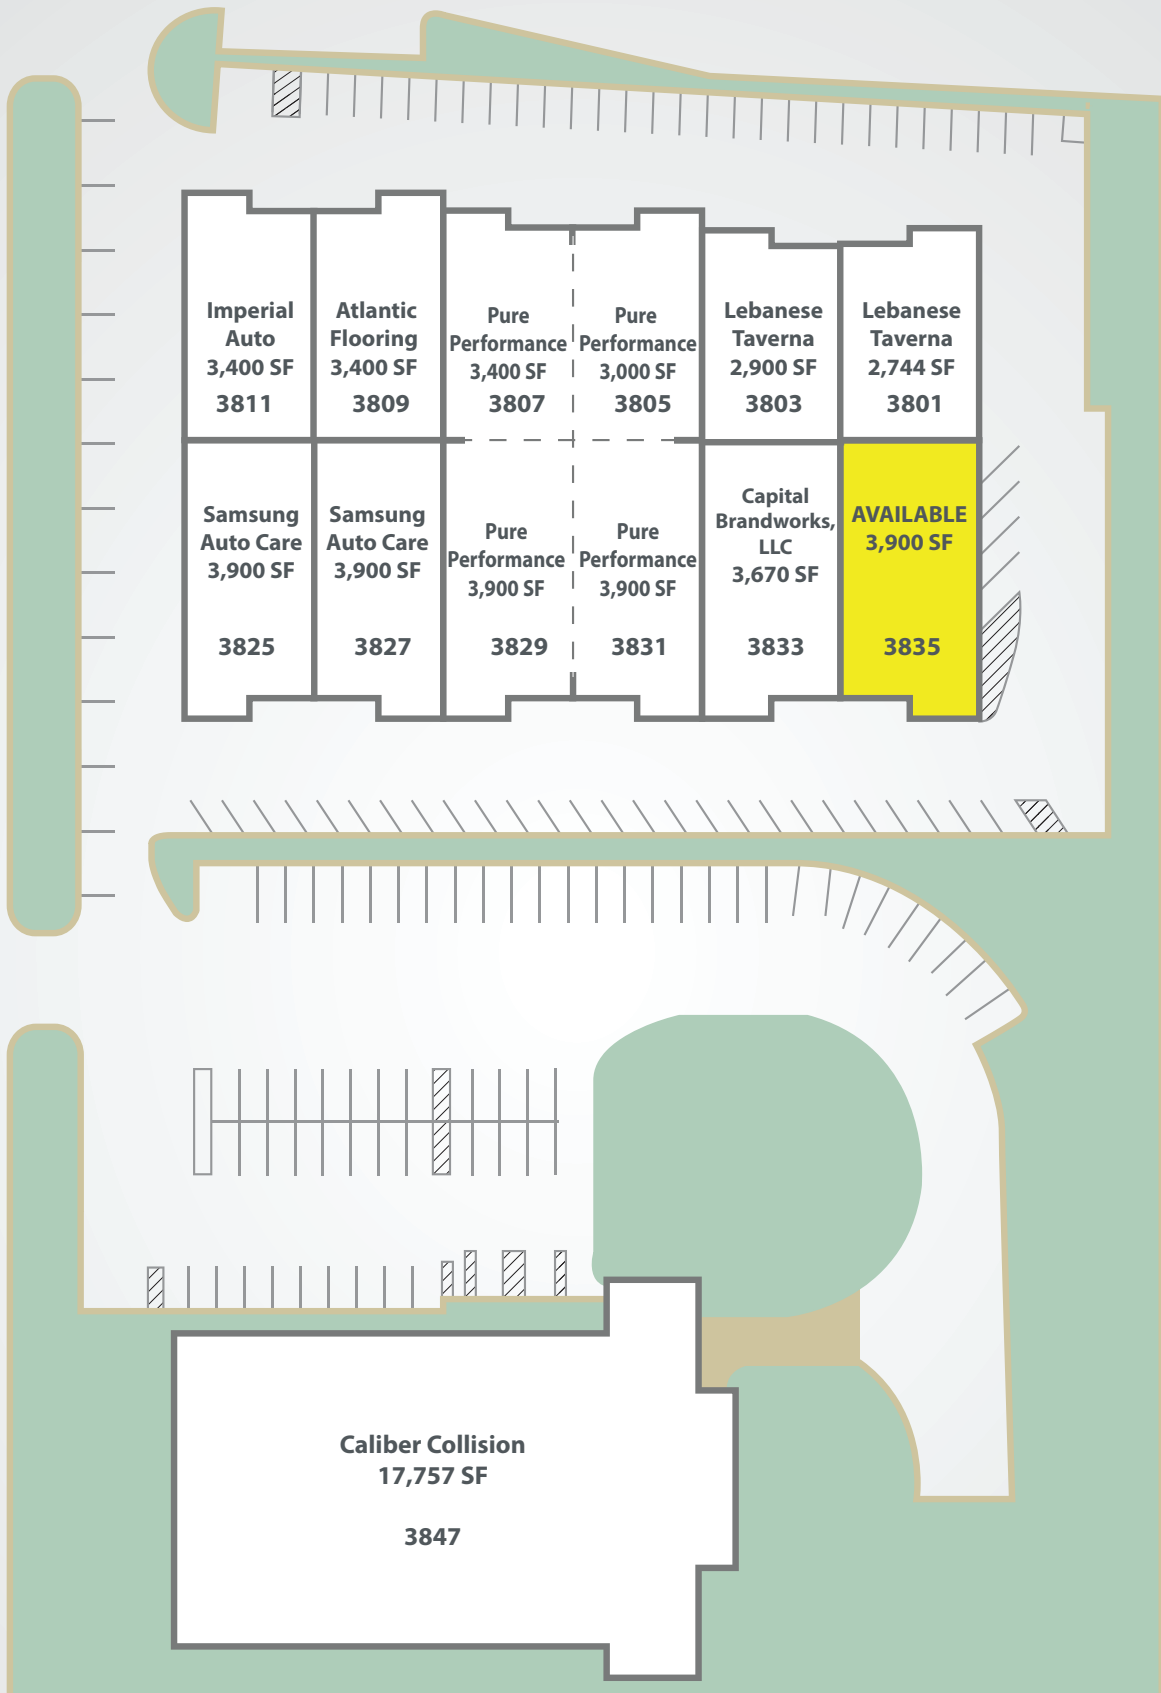 Imperial
Auto
3,400 SF
3811
Atlantic
Flooring
3,400 SF
3809
Pure
Performance
3,400 SF
3807
Pure
Performance
3,000 SF
3805
Lebanese
Taverna
2,900 SF
3803
Lebanese
Taverna
2,744 SF
3801
Samsung
Auto Care
3,900 SF
3825
Samsung
Auto Care
3,900 SF
3827
Pure
Performance
3,900 SF
3829
Pure
Performance
3,900 SF
3831
Capital
Brandworks,
LLC
3,670 SF
3833
AVAILABLE
3,900 SF
3835
Caliber Collision
17,757 SF
3847